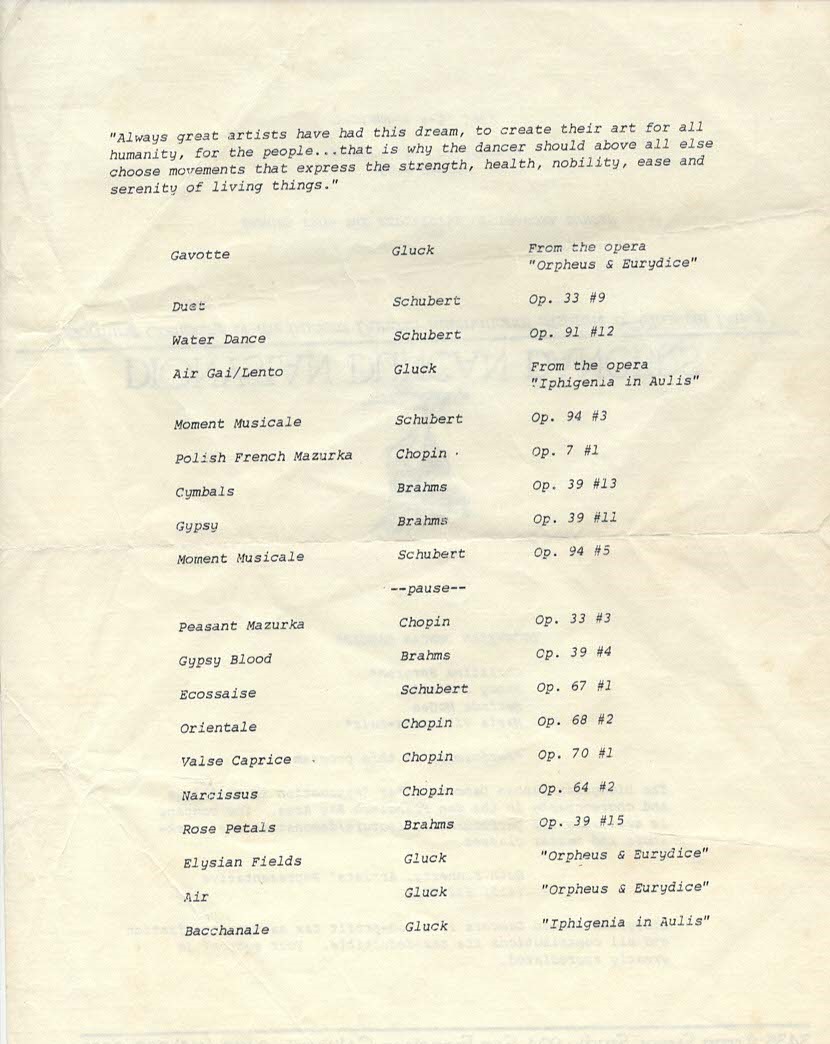 "Always great artists have had this dream, to create their art for all
humanity, for the people...that is why the dancer should above all else
choose movements that express the strength, health, nobility, ease and
serenity of living things."
Gavotte Gluck From the opera
"Orpheus & Eurydice"
Duet Schubert Op. 33 #9
Water Dance Schubert Op. 91 #12
Air Gai/Lento Gluck From the opera
"Iphigenia in Aulis"
Moment Musicale Schubert Op. 94 #3
Polish French Mazurka Chopin Op. 7 #1
Cymbals Brahms Op. 39 #13
Gypsy Brahms Op. 39 #11
Moment Musicale Schubert Op. 94 #5
--pause--
Peasant Mazurka Chopin Op. 33 #3
Gypsy Blood Brahms Op. 39 #4
Ecossaise Schubert Op. 67 #1
Orientale Chopin Op. 68 #2
Valse Caprice Chopin Op. 70 #1
Narcissus Chopin Op. 64 #2
Rose Petals Brahms Op. 39 #15
Elysian Fields Gluck "Orpheus & Eurydice"
Air Gluck "Orpheus & Eurydice"
Bacchanale Gluck "Iphigenia in Aulis"